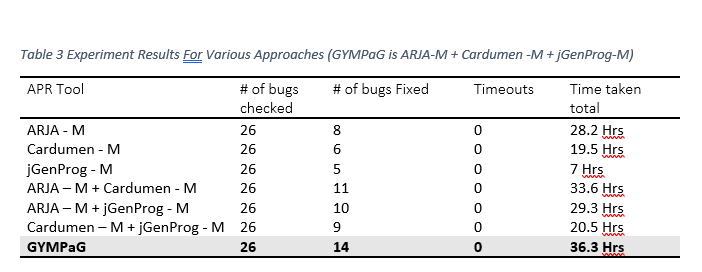 Table 3 Experiment Results For Various Approaches (GYMPaG is ARJA-M + Cardumen -M + jGenProg-M)
APR Tool # of bugs checked # of bugs Fixed Timeouts Time taken total
ARJA - M 26 8 0 28.2 Hrs
Cardumen - M 26 6 0 19.5 Hrs
jGenProg - M 26 5 0 7 Hrs
ARJA – M + Cardumen - M 26 11 0 33.6 Hrs
ARJA – M + jGenProg - M 26 10 0 29.3 Hrs
Cardumen – M + jGenProg - M 26 9 0 20.5 Hrs
GYMPaG 26 14 0 36.3 Hrs